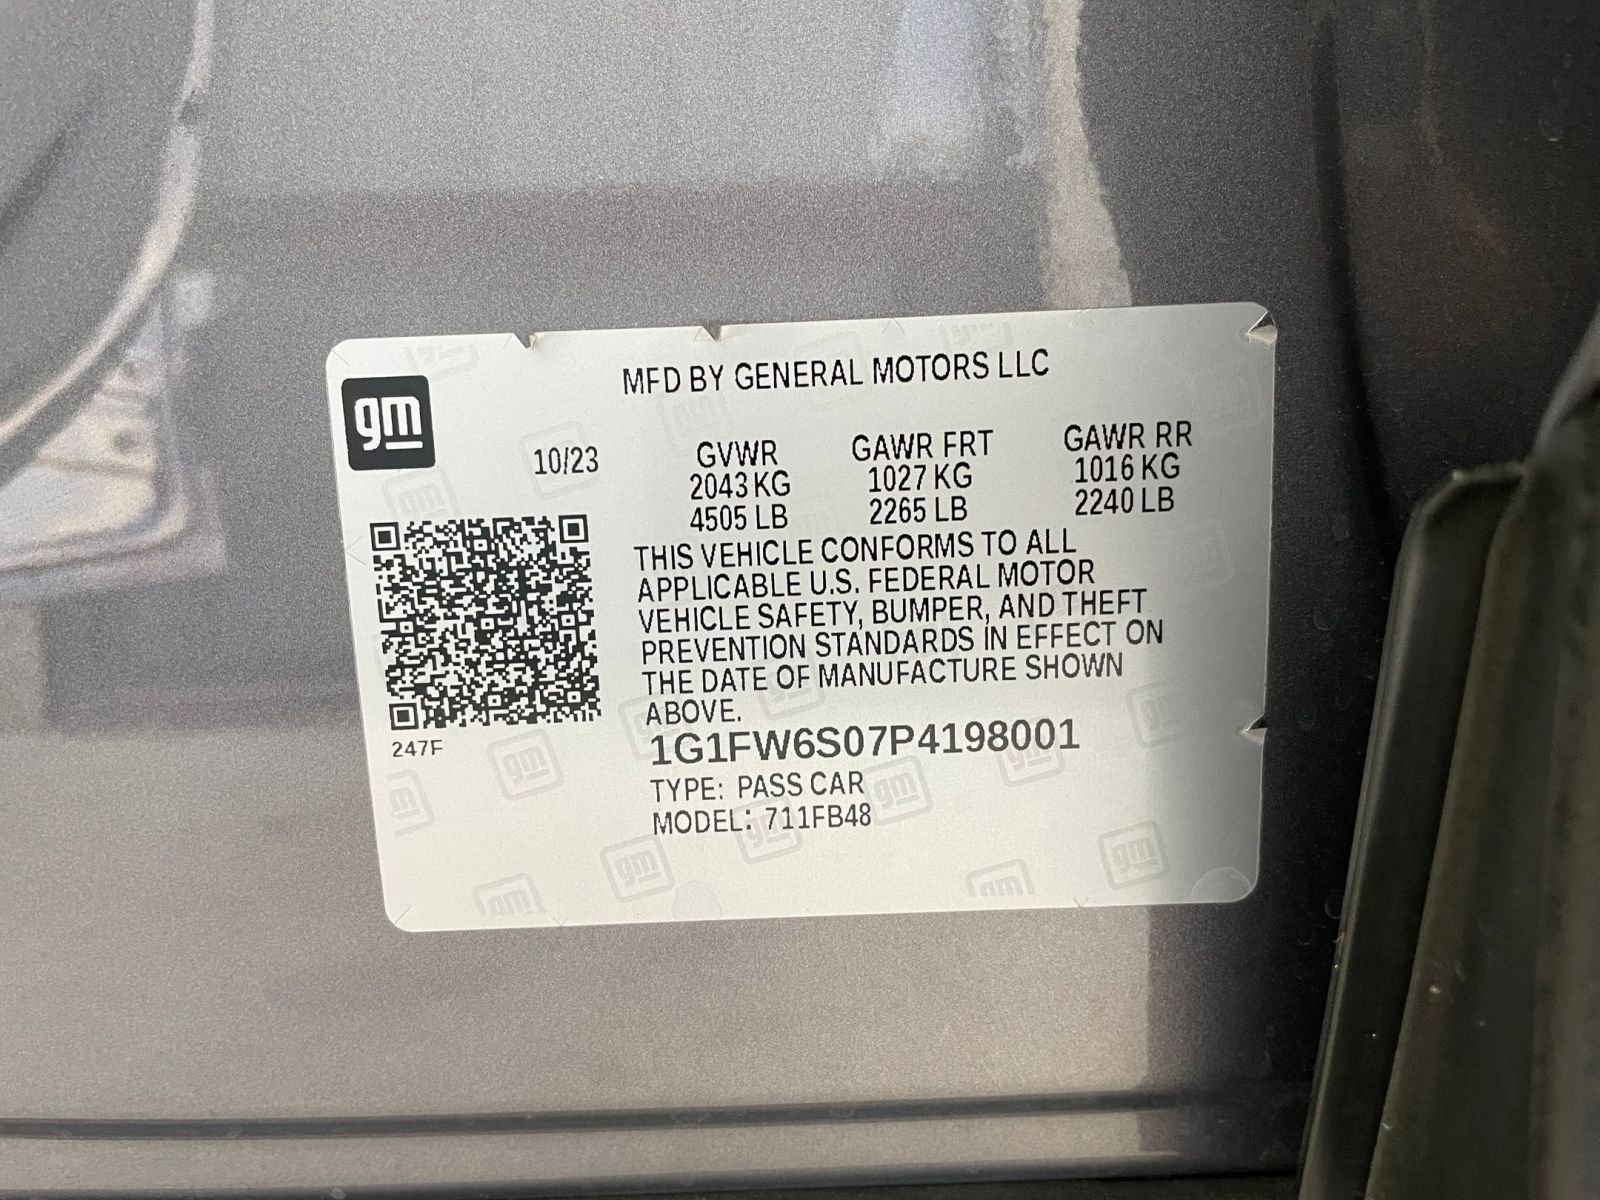 MFD BY GENERAL MOTORS LLC
gm
10/23
GVWR
2043 KG
4505 LB
GAWR FRT
1027 KG
2265 LB
GAWR RR
1016 KG
2240 LB
THIS VEHICLE CONFORMS TO ALL
APPLICABLE U.S. FEDERAL MOTOR
VEHICLE SAFETY, BUMPER, AND THEFT
PREVENTION STANDARDS IN EFFECT ON
THE DATE OF MANUFACTURE SHOWN
ABOVE.
247F
1G1FW6S07P4198001
TYPE: PASS CAR
MODEL: 711FB48